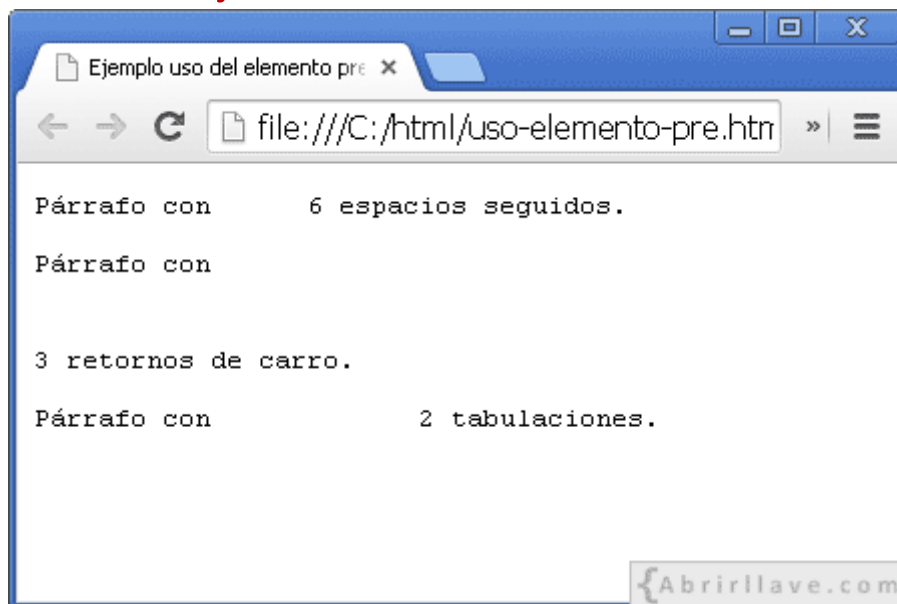 Ejemplo uso del elemento pre
file:///C:/html/uso-elemento-pre.htm
Párrafo con      6 espacios seguidos.
Párrafo con
3 retornos de carro.
Párrafo con             2 tabulaciones.
{Abrirllave.com